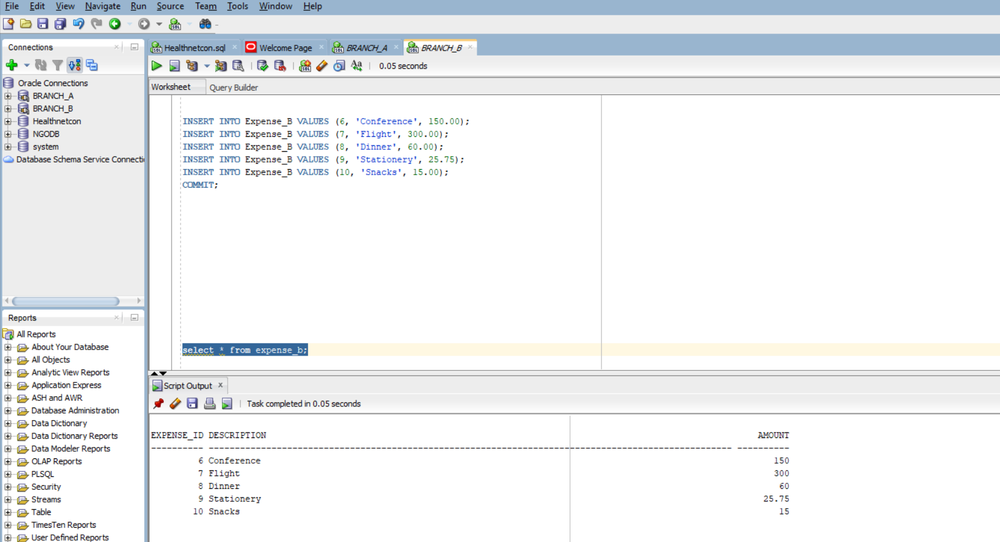 File Edit View Navigate Run Source Team Tools Window Help
Connections
Oracle Connections
BRANCH_A
BRANCH_B
Healthnetcon
NGODB
system
Database Schema Service Connecti
Reports
All Reports
About Your Database
All Objects
Analytic View Reports
Application Express
ASH and AWR
Database Administration
Data Dictionary
Data Dictionary Reports
Data Modeler Reports
OLAP Reports
PLSQL
Security
Streams
Table
TimesTen Reports
User Defined Reports
Healthnetcon.sql Welcome Page BRANCH_A BRANCH_B
0.05 seconds
Worksheet Query Builder
INSERT INTO Expense_B VALUES (6, 'Conference', 150.00);
INSERT INTO Expense_B VALUES (7, 'Flight', 300.00);
INSERT INTO Expense_B VALUES (8, 'Dinner', 60.00);
INSERT INTO Expense_B VALUES (9, 'Stationery', 25.75);
INSERT INTO Expense_B VALUES (10, 'Snacks', 15.00);
COMMIT;
select * from expense_b;
Script Output
Task completed in 0.05 seconds
EXPENSE_ID DESCRIPTION AMOUNT
6 Conference 150
7 Flight 300
8 Dinner 60
9 Stationery 25.75
10 Snacks 15